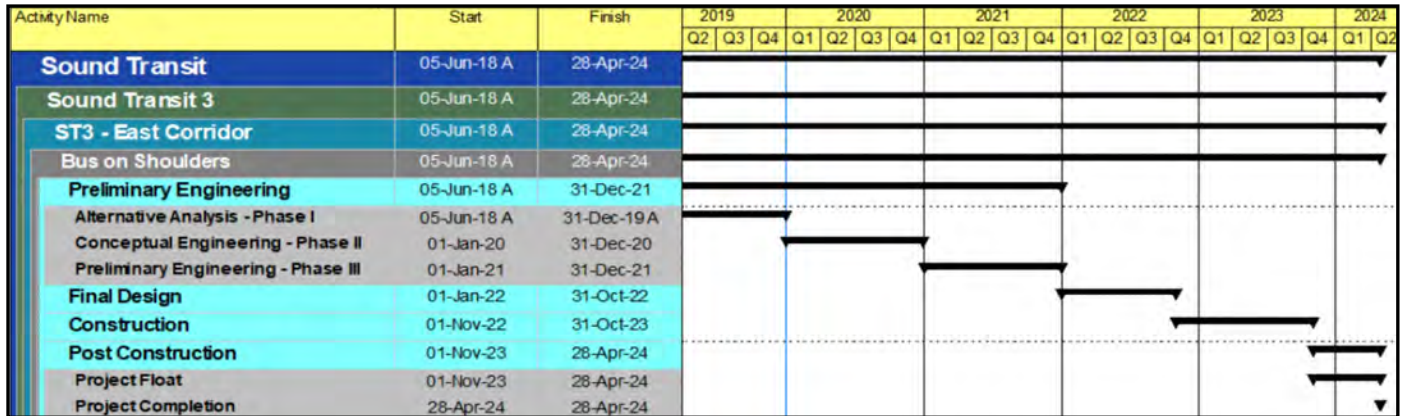 Activity Name Start Finish 2019 2020 2021 2022 2023 2024
Q2 Q3 Q4 Q1 Q2 Q3 Q4 Q1 Q2 Q3 Q4 Q1 Q2 Q3 Q4 Q1 Q2 Q3 Q4 Q1 Q2
Sound Transit 05-Jun-18 A 28-Apr-24
Sound Transit 3 05-Jun-18 A 28-Apr-24
ST3 - East Corridor 05-Jun-18 A 28-Apr-24
Bus on Shoulders 05-Jun-18 A 28-Apr-24
Preliminary Engineering 05-Jun-18 A 31-Dec-21
Alternative Analysis - Phase I 05-Jun-18 A 31-Dec-19 A
Conceptual Engineering - Phase II 01-Jan-20 31-Dec-20
Preliminary Engineering - Phase III 01-Jan-21 31-Dec-21
Final Design 01-Jan-22 31-Oct-22
Construction 01-Nov-22 31-Oct-23
Post Construction 01-Nov-23 28-Apr-24
Project Float 01-Nov-23 28-Apr-24
Project Completion 28-Apr-24 28-Apr-24